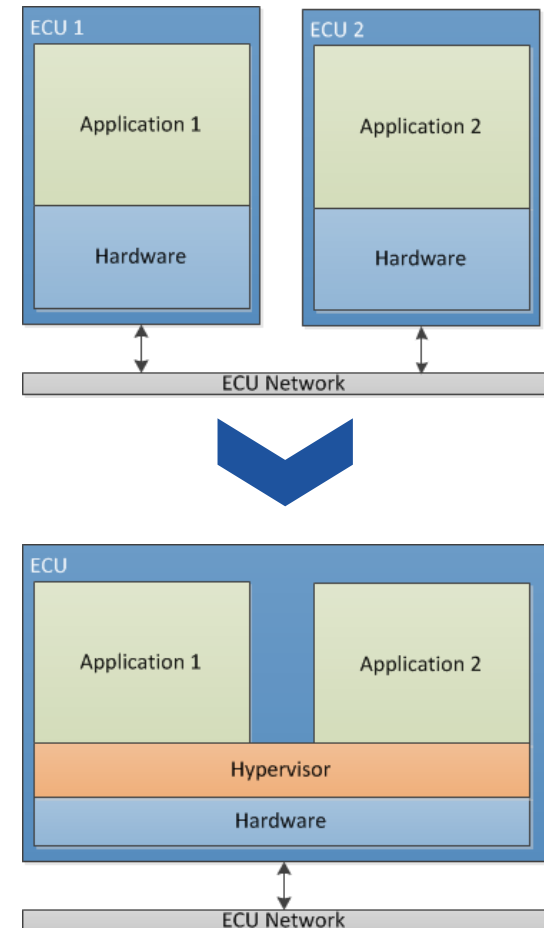 ECU 1
Application 1
Hardware
ECU 2
Application 2
Hardware
ECU Network
ECU
Application 1
Application 2
Hypervisor
Hardware
ECU Network